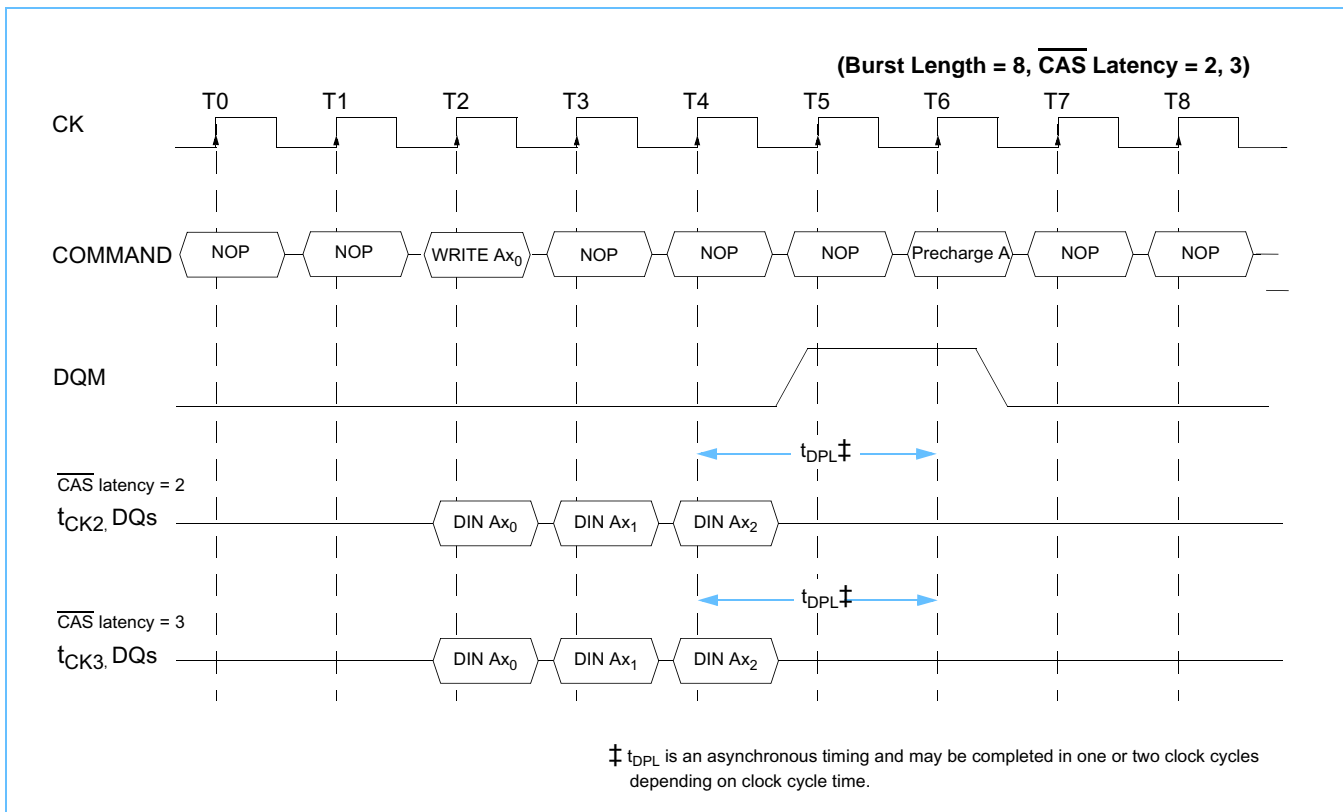 (Burst Length = 8, CAS Latency = 2, 3)
T0 T1 T2 T3 T4 T5 T6 T7 T8
CK
COMMAND NOP NOP WRITE Ax0 NOP NOP NOP Precharge A NOP NOP
DQM
tDPL‡
CAS latency = 2
tCK2, DQs DIN Ax0 DIN Ax1 DIN Ax2
tDPL‡
CAS latency = 3
tCK3, DQs DIN Ax0 DIN Ax1 DIN Ax2
‡ tDPL is an asynchronous timing and may be completed in one or two clock cycles
depending on clock cycle time.